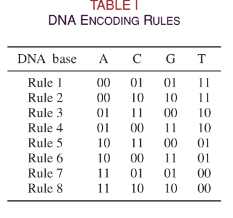 TABLE I
DNA ENCODING RULES
DNA base A C G T
Rule 1 00 01 01 11
Rule 2 00 10 10 11
Rule 3 01 11 00 10
Rule 4 01 00 11 10
Rule 5 10 11 00 01
Rule 6 10 00 11 01
Rule 7 11 01 01 00
Rule 8 11 10 10 00